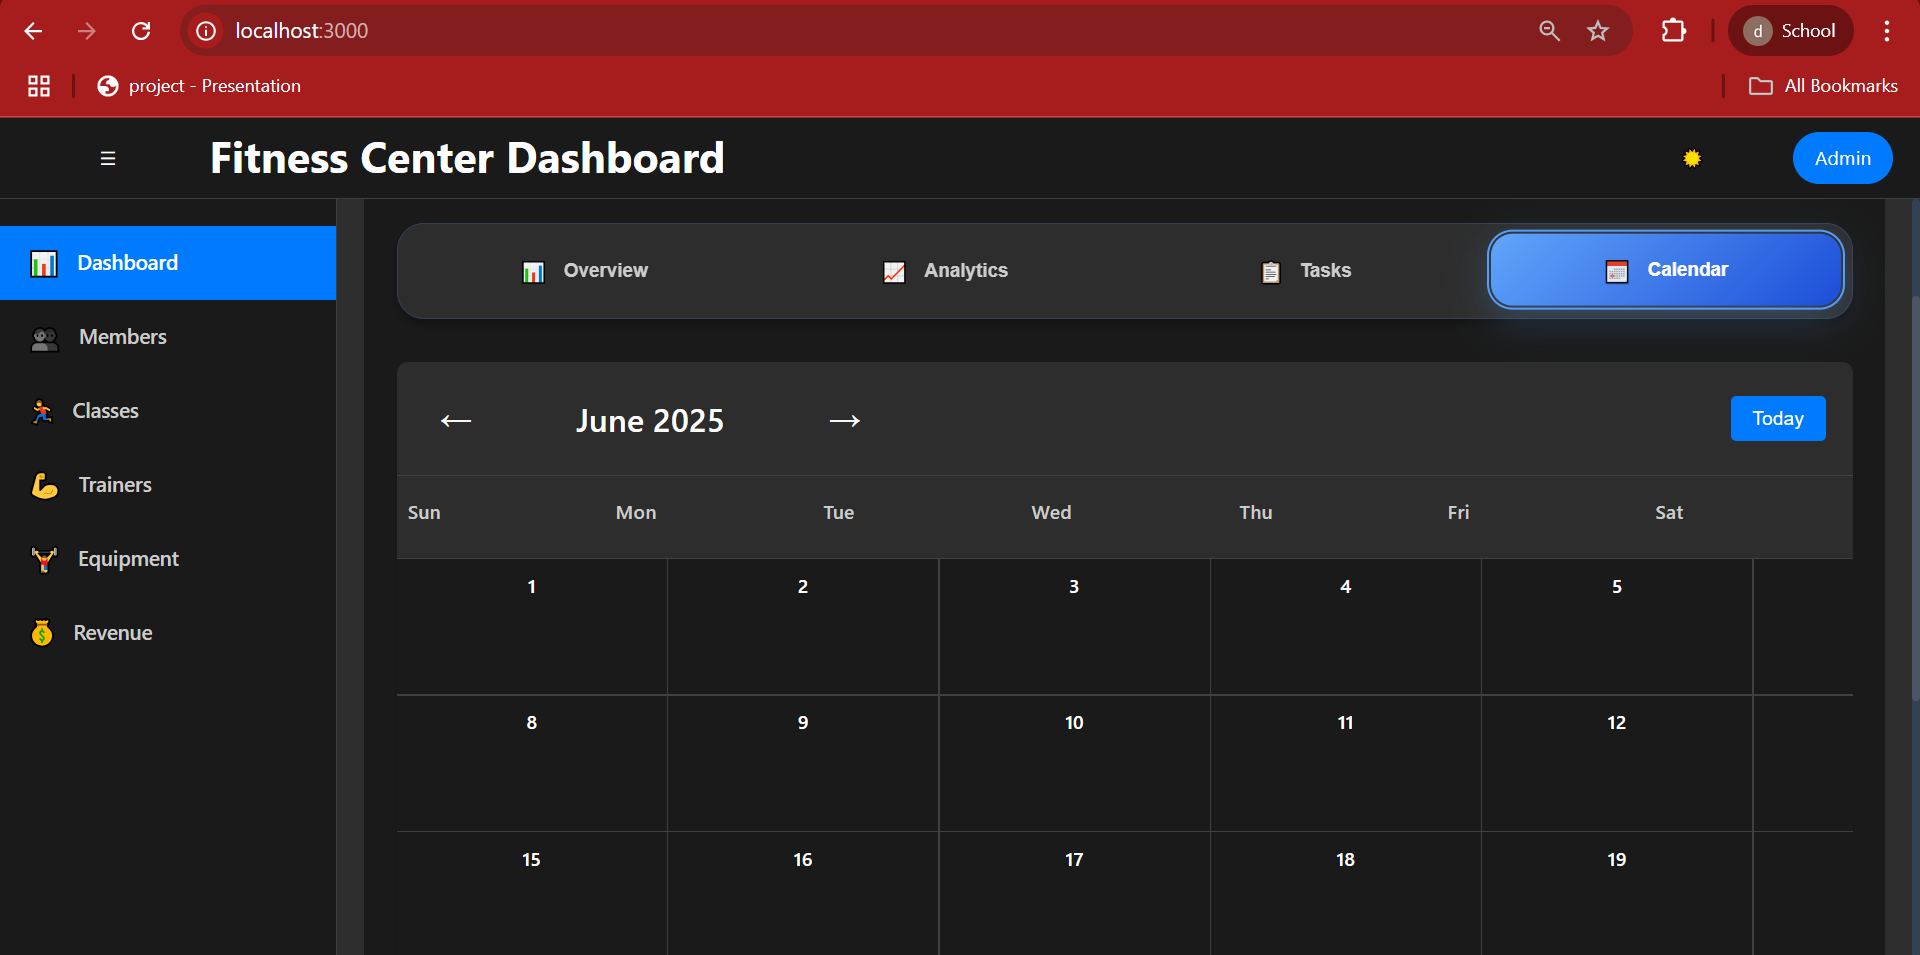 localhost:3000
d School
project - Presentation
All Bookmarks
Fitness Center Dashboard
Admin
Dashboard
Members
Classes
Trainers
Equipment
Revenue
Overview
Analytics
Tasks
Calendar
← June 2025 →
Today
Sun Mon Tue Wed Thu Fri Sat
1 2 3 4 5
8 9 10 11 12
15 16 17 18 19